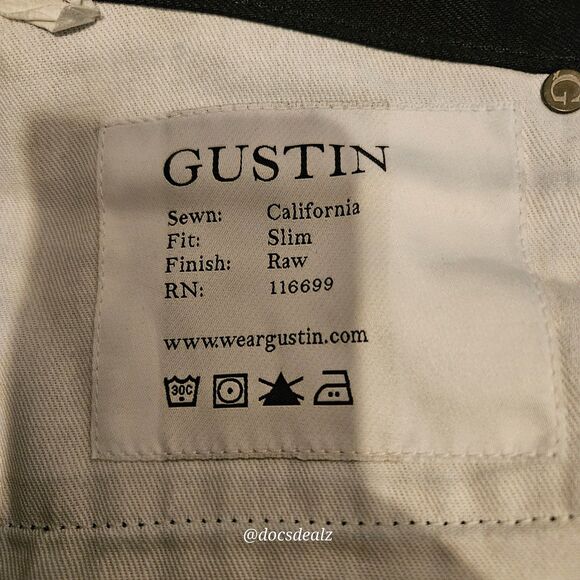 G
GUSTIN
Sewn: California
Fit: Slim
Finish: Raw
RN: 116699
www.weargustin.com
30C
@docsdealz